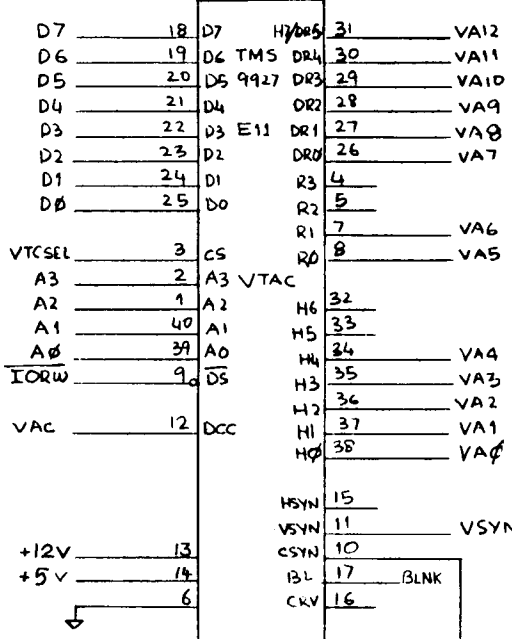 D7 18 D7 H7/DR5 31 VA12
D6 19 D6 TMS DR4 30 VA11
D5 20 D5 9927 DR3 29 VA10
D4 21 D4 DR2 28 VA9
D3 22 D3 E11 DR1 27 VA8
D2 23 D2 DRØ 26 VA7
D1 24 D1 R3 4
DØ 25 D0 R2 5
R1 7 VA6
VTCSEL 3 CS RØ 8 VA5
A3 2 A3 VTAC
A2 1 A2 H6 32
A1 40 A1 H5 33
AØ 39 A0 H4 34 VA4
IORW 9 DS H3 35 VA3
H2 36 VA2
VAC 12 DCC H1 37 VA1
HØ 38 VAØ
HSYN 15
VSYN 11 VSYN
+12V 13 CSYN 10
+5V 14 BL 17 BLNK
6 CRV 16